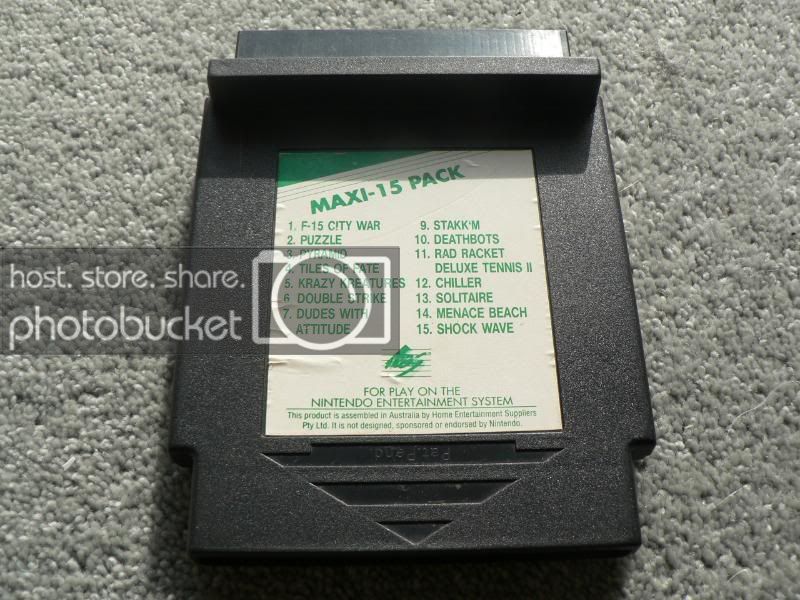 MAXI-15 PACK
1. F-15 CITY WAR
2. PUZZLE
3. PYRAMID
4. TILES OF FATE
5. KRAZY KREATURES
6. DOUBLE STRIKE
7. DUDES WITH
ATTITUDE
9. STAKK'M
10. DEATHBOTS
11. RAD RACKET
DELUXE TENNIS II
12. CHILLER
13. SOLITAIRE
14. MENACE BEACH
15. SHOCK WAVE
HES
FOR PLAY ON THE
NINTENDO ENTERTAINMENT SYSTEM
This product is assembled in Australia by Home Entertainment Suppliers
Pty Ltd. It is not designed, sponsored or endorsed by Nintendo.
Pat.Pend
host. store. share.
photobucket